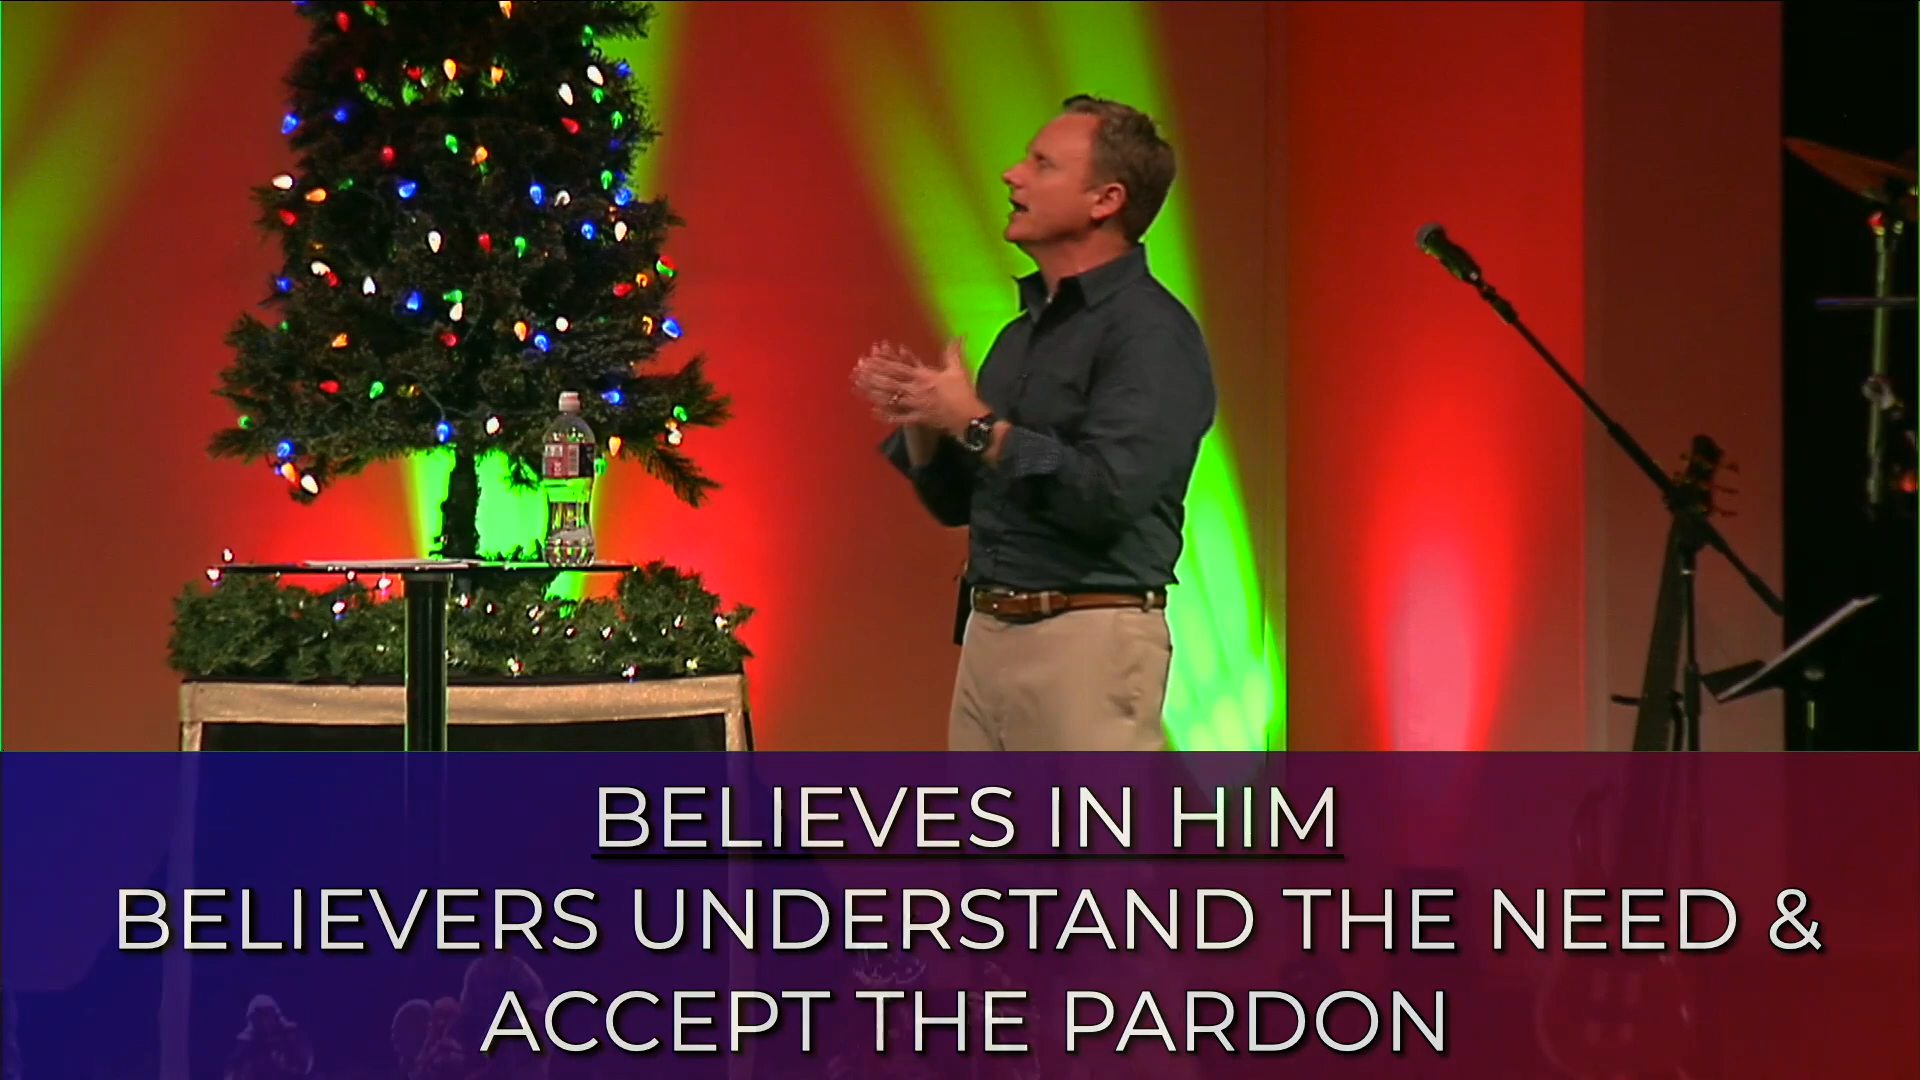 BELIEVES IN HIM
BELIEVERS UNDERSTAND THE NEED &
ACCEPT THE PARDON